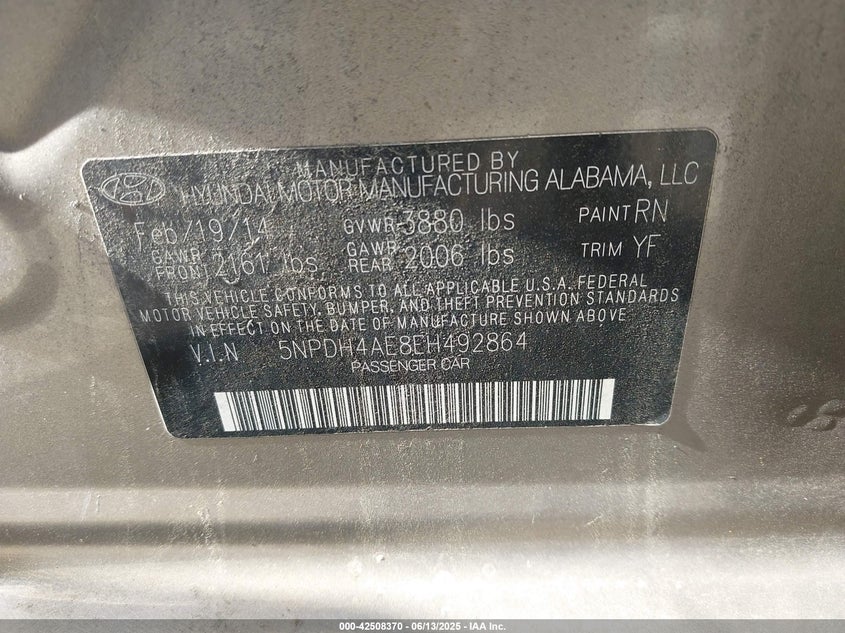 MANUFACTURED BY
HYUNDAI MOTOR MANUFACTURING ALABAMA, LLC
Feb/19/14 GVWR 3880 lbs PAINT RN
GAWR FRONT 2161 lbs GAWR REAR 2006 lbs TRIM YF
THIS VEHICLE CONFORMS TO ALL APPLICABLE U.S.A. FEDERAL
MOTOR VEHICLE SAFETY, BUMPER, AND THEFT PREVENTION STANDARDS
IN EFFECT ON THE DATE OF MANUFACTURE SHOWN ABOVE
V.I.N 5NPDH4AE8EH492864
PASSENGER CAR
000-42508370 - 06/13/2025 - IAA Inc.